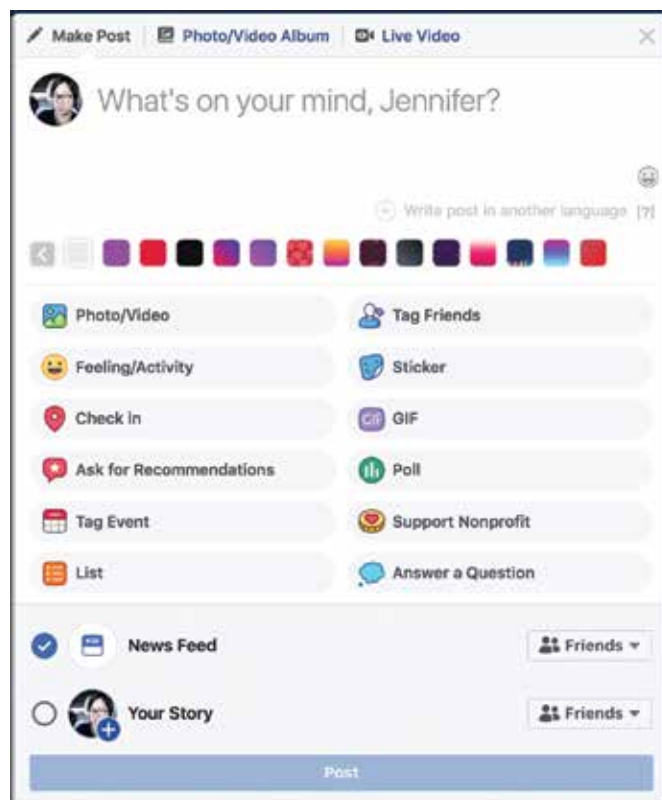 Make Post Photo/Video Album Live Video
What's on your mind, Jennifer?
Write post in another language [?]
Photo/Video Tag Friends
Feeling/Activity Sticker
Check in GIF GIF
Ask for Recommendations Poll
Tag Event Support Nonprofit
List Answer a Question
News Feed Friends
Your Story Friends
Post